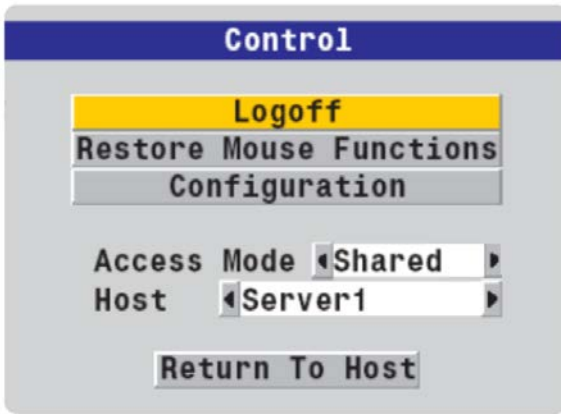 Control
Logoff
Restore Mouse Functions
Configuration
Access Mode Shared
Host Server1
Return To Host